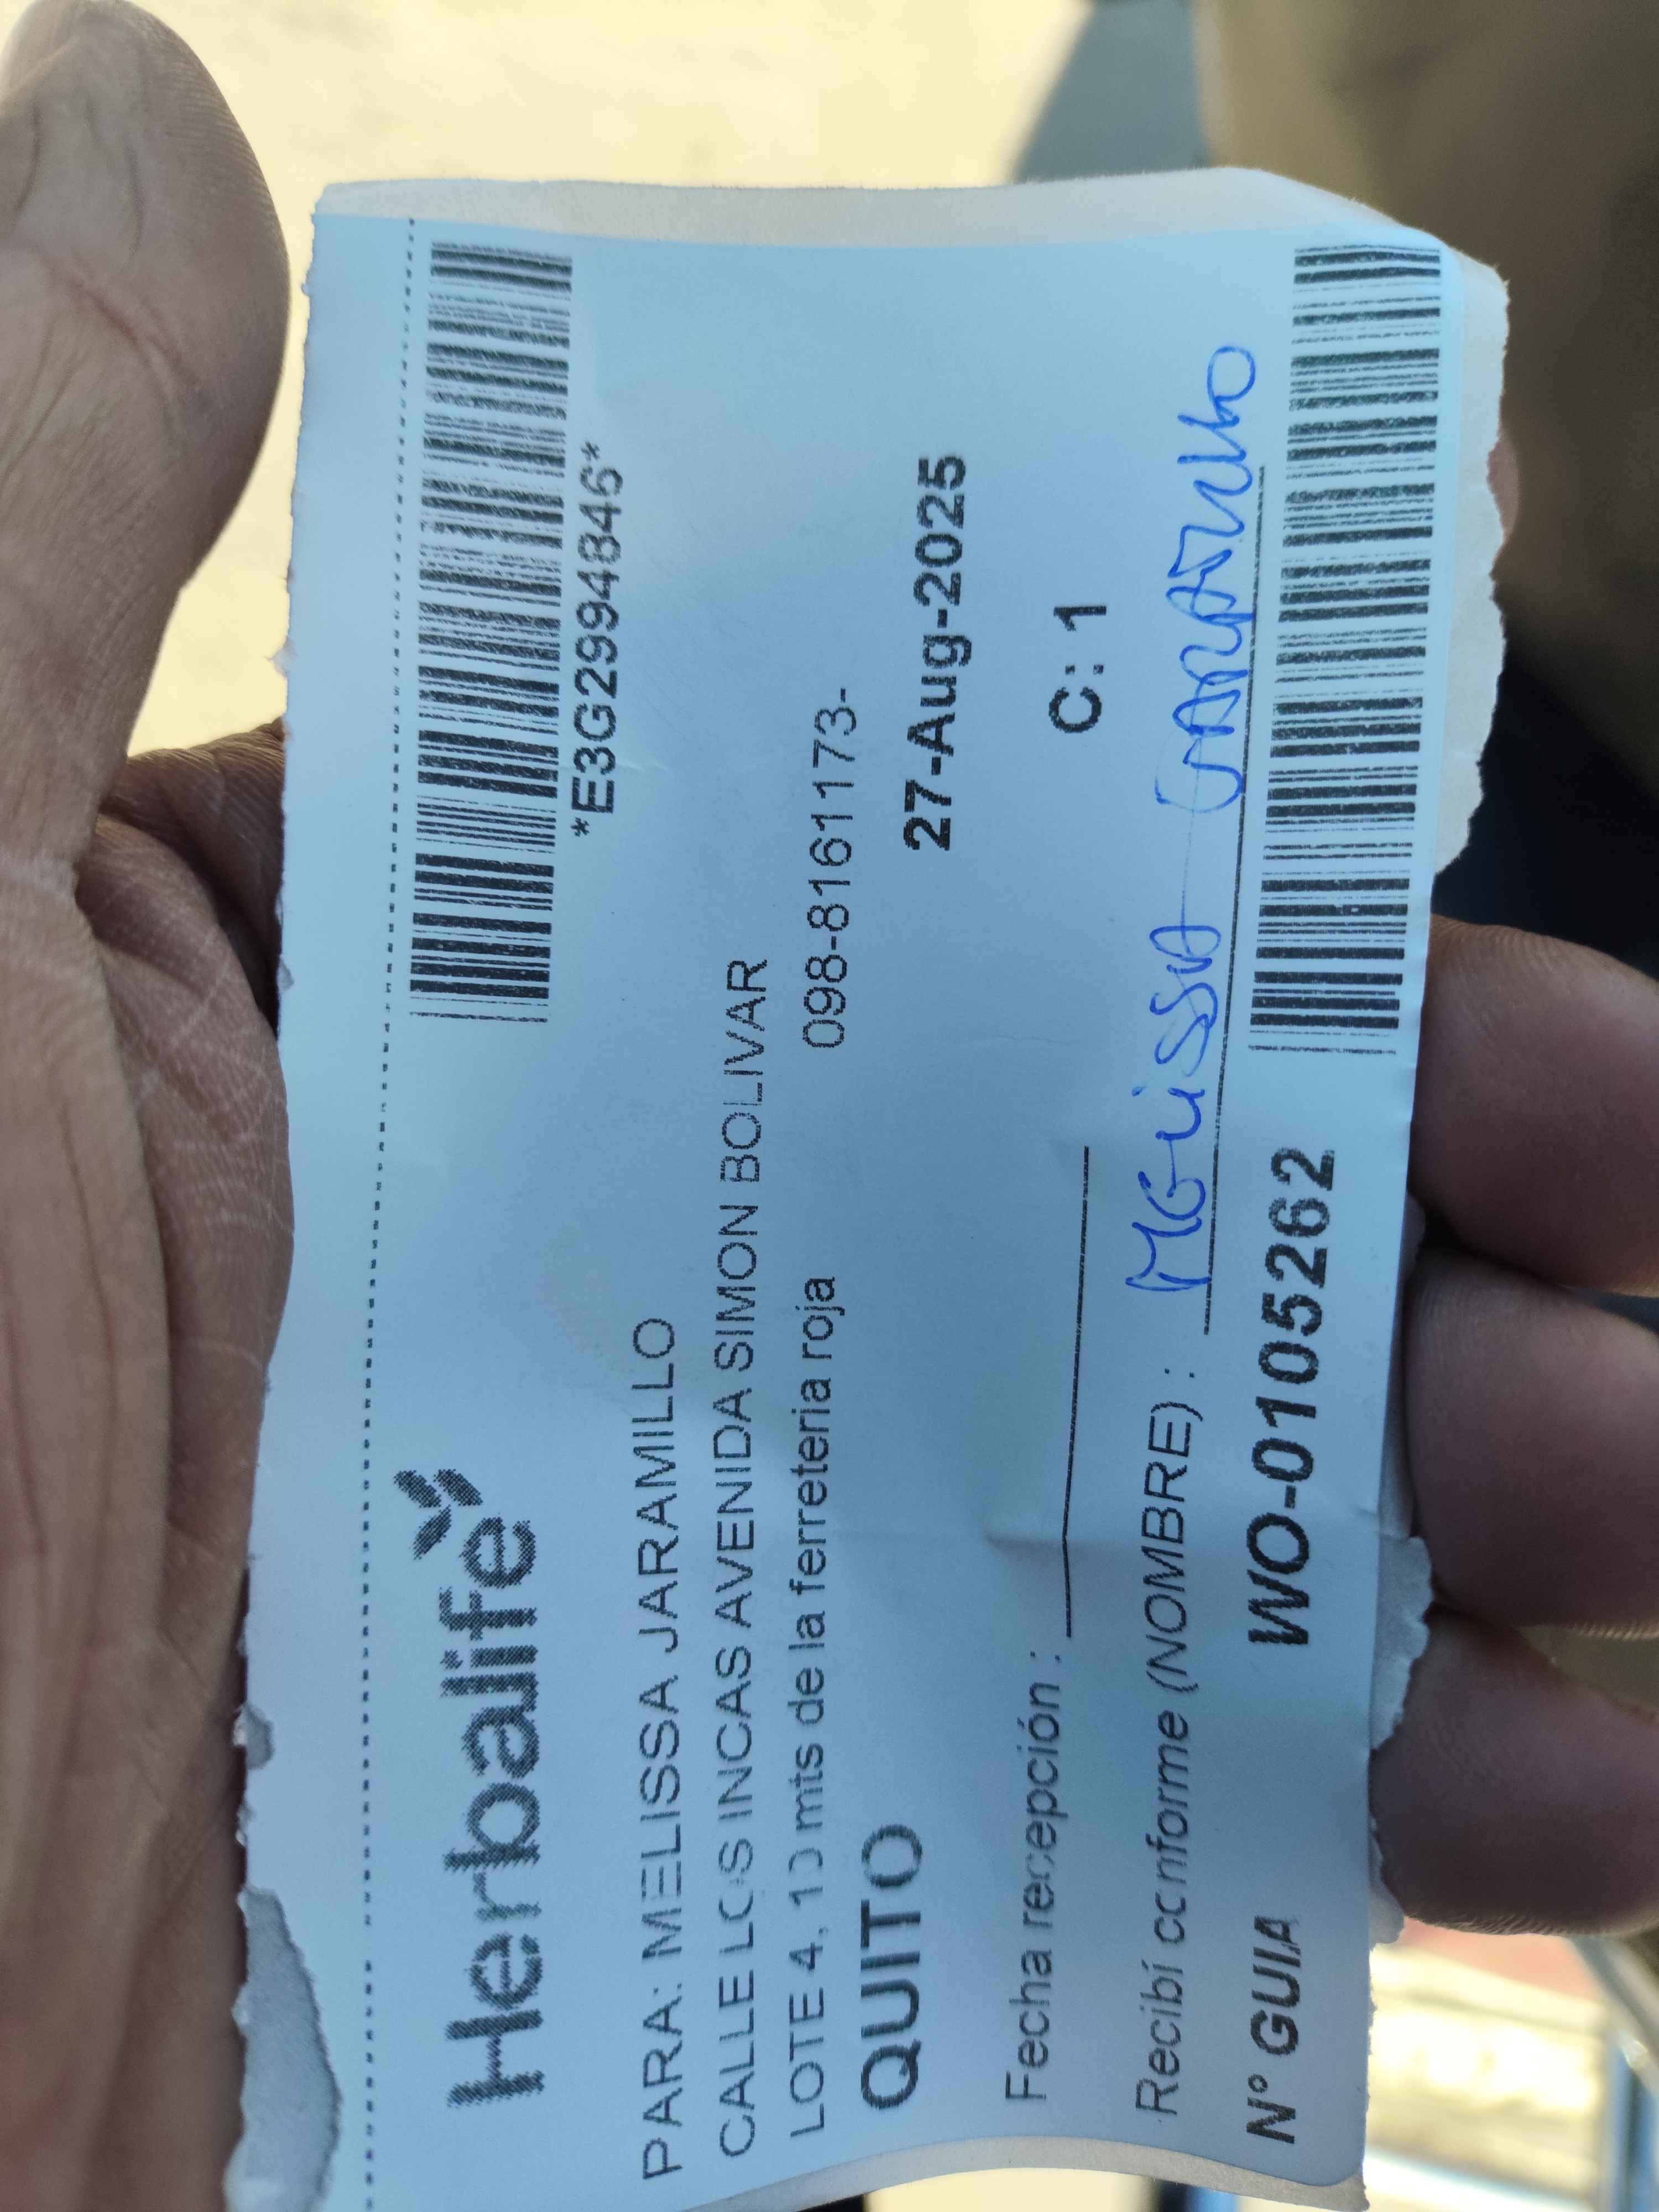 Herbalife
*E3G2994846*
PARA: MELISSA JARAMILLO
CALLE LOS INCAS AVENIDA SIMON BOLIVAR
LOTE 4, 10 mts de la ferreteria roja 098-8161173-
QUITO 27-Aug-2025
Fecha recepción : C: 1
Recibí conforme (NOMBRE) : MELiSSA
N° GUIA WO-0105262